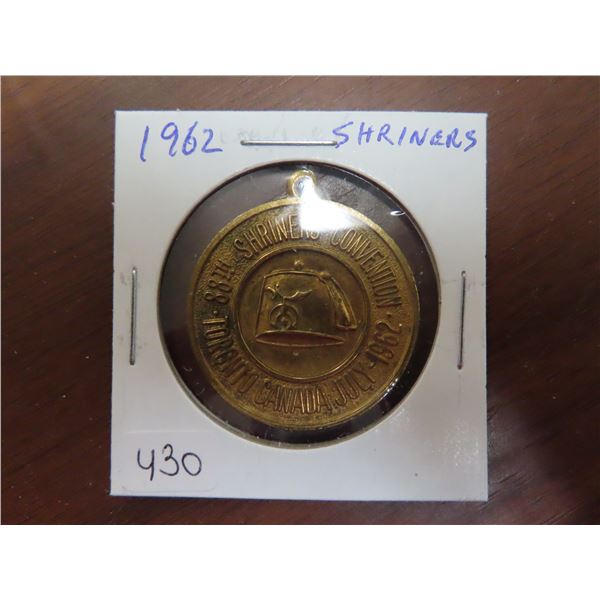 1962 SHRINERS
88TH SHRINERS CONVENTION
TORONTO CANADA, JULY - 1962
430